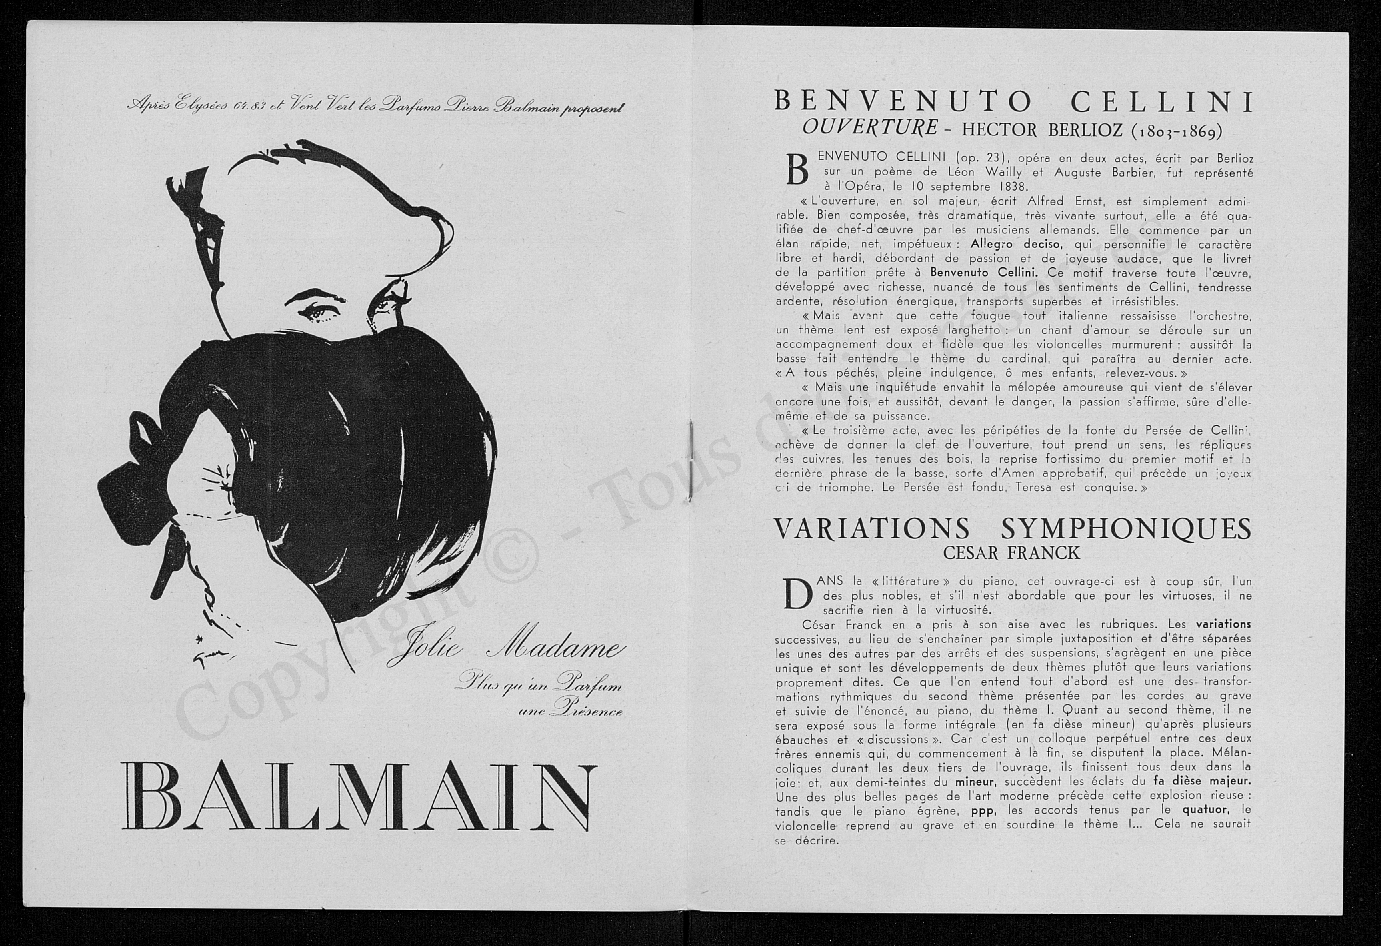 Après Elysées 64.83 et Vent Vert les Parfums Pierre Balmain proposent
Jolie Madame
Plus qu'un Parfum
une Présence
BALMAIN
BENVENUTO CELLINI
OUVERTURE - HECTOR BERLIOZ (1803-1869)
BENVENUTO CELLINI (op. 23), opéra en deux actes, écrit par Berlioz
sur un poème de Léon Wailly et Auguste Barbier, fut représenté
à l'Opéra, le 10 septembre 1838.
« L'ouverture, en sol majeur, écrit Alfred Ernst, est simplement admi-
rable. Bien composée, très dramatique, très vivante surtout, elle a été qua-
lifiée de chef-d'œuvre par les musiciens allemands. Elle commence par un
élan rapide, net, impétueux : Allegro deciso, qui personnifie le caractère
libre et hardi, débordant de passion et de joyeuse audace, que le livret
de la partition prête à Benvenuto Cellini. Ce motif traverse toute l'œuvre,
développé avec richesse, nuancé de tous les sentiments de Cellini, tendresse
ardente, résolution énergique, transports superbes et irrésistibles.
« Mais avant que cette fougue tout italienne ressaisisse l'orchestre,
un thème lent est exposé larghetto : un chant d'amour se déroule sur un
accompagnement doux et fidèle que les violoncelles murmurent : aussitôt la
basse fait entendre le thème du cardinal, qui paraîtra au dernier acte.
« A tous péchés, pleine indulgence, ô mes enfants, relevez-vous. »
« Mais une inquiétude envahit la mélopée amoureuse qui vient de s'élever
encore une fois, et aussitôt, devant le danger, la passion s'affirme, sûre d'elle-
même et de sa puissance.
« Le troisième acte, avec les péripéties de la fonte du Persée de Cellini,
achève de donner la clef de l'ouverture, tout prend un sens, les répliques
des cuivres, les tenues des bois, la reprise fortissimo du premier motif et la
dernière phrase de la basse, sorte d'Amen approbatif, qui précède un joyeux
cri de triomphe. Le Persée est fondu, Teresa est conquise. »
VARIATIONS SYMPHONIQUES
CESAR FRANCK
DANS la « littérature » du piano, cet ouvrage-ci est à coup sûr, l'un
des plus nobles, et s'il n'est abordable que pour les virtuoses, il ne
sacrifie rien à la virtuosité.
César Franck en a pris à son aise avec les rubriques. Les variations
successives, au lieu de s'enchaîner par simple juxtaposition et d'être séparées
les unes des autres par des arrêts et des suspensions, s'agrègent en une pièce
unique et sont les développements de deux thèmes plutôt que leurs variations
proprement dites. Ce que l'on entend tout d'abord est une des transfor-
mations rythmiques du second thème présentée par les cordes au grave
et suivie de l'énoncé, au piano, du thème I. Quant au second thème, il ne
sera exposé sous la forme intégrale (en fa dièse mineur) qu'après plusieurs
ébauches et « discussions ». Car c'est un colloque perpétuel entre ces deux
frères ennemis qui, du commencement à la fin, se disputent la place. Mélan-
coliques durant les deux tiers de l'ouvrage, ils finissent tous deux dans la
joie; et, aux demi-teintes du mineur, succèdent les éclats du fa dièse majeur.
Une des plus belles pages de l'art moderne précède cette explosion rieuse :
tandis que le piano égrène, ppp, les accords tenus par le quatuor, le
violoncelle reprend au grave et en sourdine le thème I... Cela ne saurait
se décrire.
Copyright © - Tous d